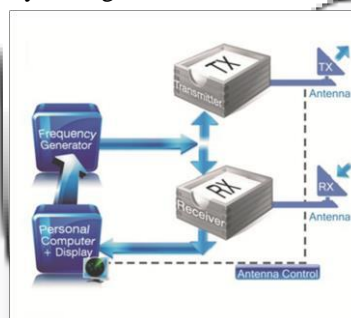 TX
Transmitter
TX
Antenna
Frequency
Generator
RX
Receiver
RX
Antenna
Personal
Computer
+ Display
Antenna Control